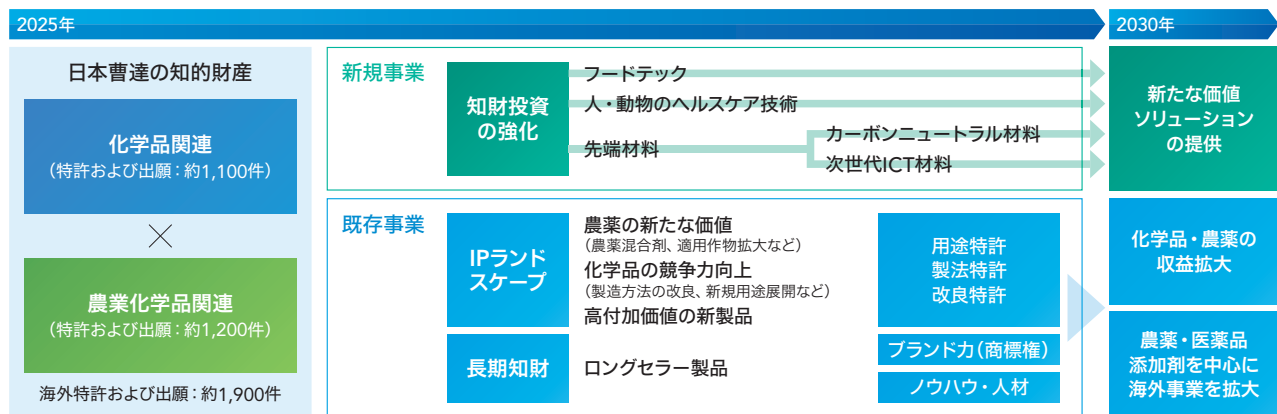 2025年
2030年
日本曹達の知的財産
化学品関連
（特許および出願：約1,100件）
×
農業化学品関連
（特許および出願：約1,200件）
海外特許および出願：約1,900件
新規事業
知財投資
の強化
フードテック
人・動物のヘルスケア技術
先端材料
カーボンニュートラル材料
次世代ICT材料
既存事業
IPランド
スケープ
農薬の新たな価値
（農薬混合剤、適用作物拡大など）
化学品の競争力向上
（製造方法の改良、新規用途展開など）
高付加価値の新製品
長期知財
ロングセラー製品
用途特許
製法特許
改良特許
ブランド力（商標権）
ノウハウ・人材
新たな価値
ソリューション
の提供
化学品・農薬の
収益拡大
農薬・医薬品
添加剤を中心に
海外事業を拡大